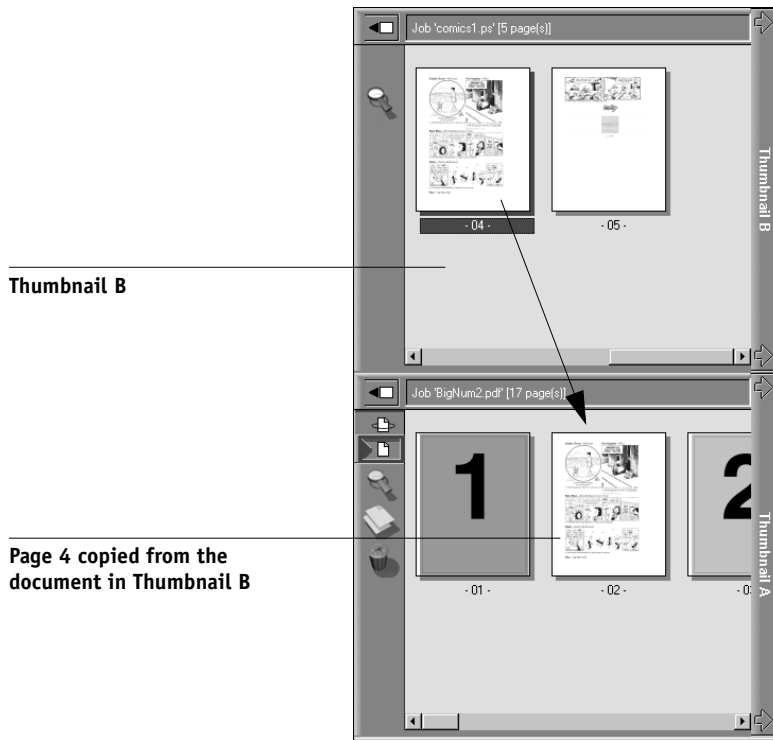 Job 'comics1.ps' [5 page(s)]
- 04 -
- 05 -
Thumbnail B
Thumbnail B
Job 'BigNum2.pdf' [17 page(s)]
1
2
- 01 -
- 02 -
Thumbnail A
Page 4 copied from the
document in Thumbnail B